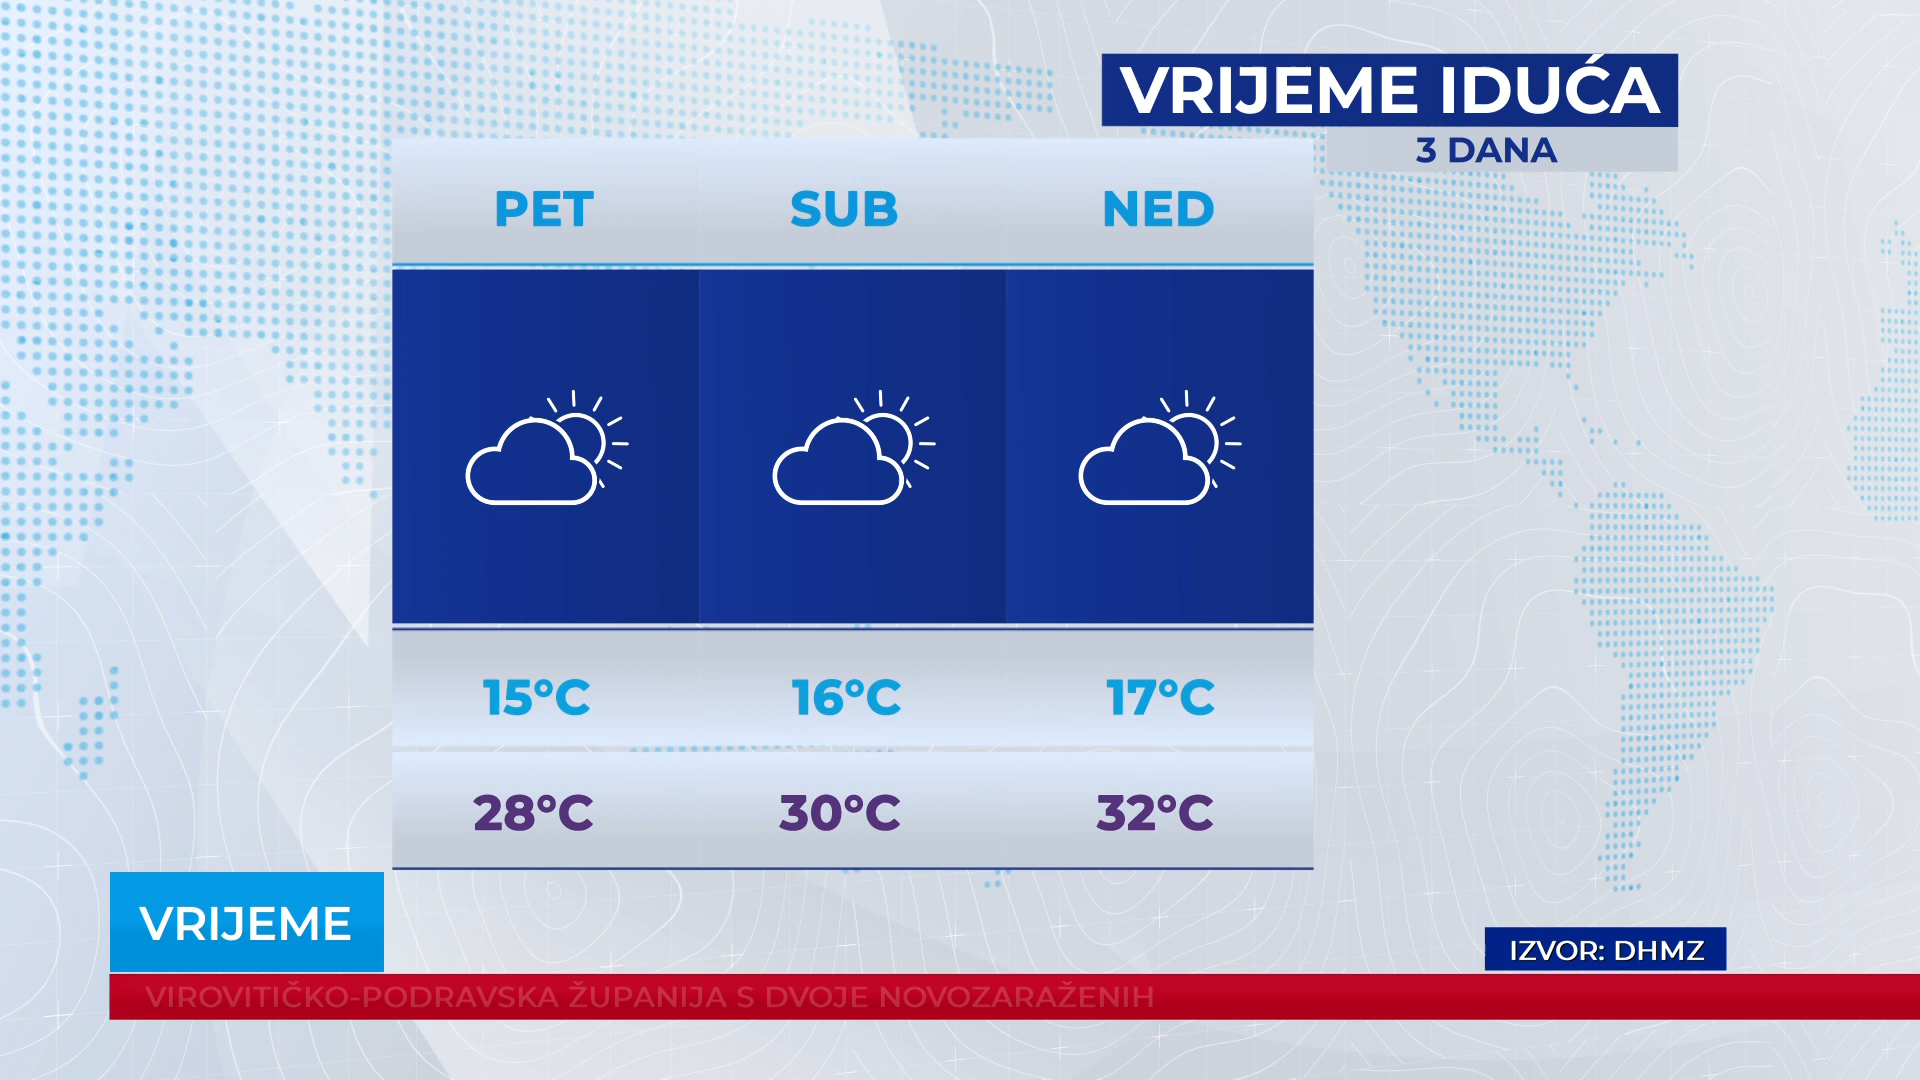 VRIJEME IDUĆA
3 DANA
PET SUB NED
15°C 16°C 17°C
28°C 30°C 32°C
VRIJEME
IZVOR: DHMZ
VIROVITIČKO-PODRAVSKA ŽUPANIJA S DVOJE NOVOZARAŽENIH